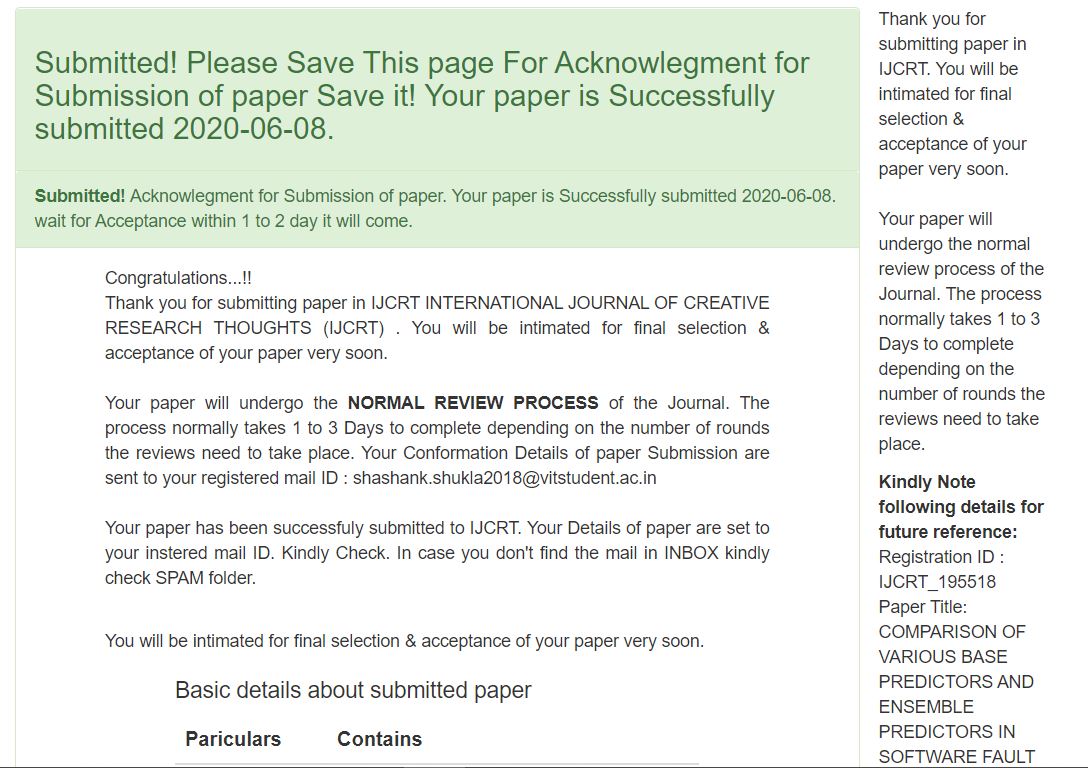 Submitted! Please Save This page For Acknowlegment for
Submission of paper Save it! Your paper is Successfully
submitted 2020-06-08.
Submitted! Acknowlegment for Submission of paper. Your paper is Successfully submitted 2020-06-08.
wait for Acceptance within 1 to 2 day it will come.
Congratulations...!!
Thank you for submitting paper in IJCRT INTERNATIONAL JOURNAL OF CREATIVE
RESEARCH THOUGHTS (IJCRT) . You will be intimated for final selection &
acceptance of your paper very soon.
Your paper will undergo the NORMAL REVIEW PROCESS of the Journal. The
process normally takes 1 to 3 Days to complete depending on the number of rounds
the reviews need to take place. Your Conformation Details of paper Submission are
sent to your registered mail ID : shashank.shukla2018@vitstudent.ac.in
Your paper has been successfuly submitted to IJCRT. Your Details of paper are set to
your instered mail ID. Kindly Check. In case you don't find the mail in INBOX kindly
check SPAM folder.
You will be intimated for final selection & acceptance of your paper very soon.
Basic details about submitted paper
Pariculars Contains
Thank you for
submitting paper in
IJCRT. You will be
intimated for final
selection &
acceptance of your
paper very soon.
Your paper will
undergo the normal
review process of the
Journal. The process
normally takes 1 to 3
Days to complete
depending on the
number of rounds the
reviews need to take
place.
Kindly Note
following details for
future reference:
Registration ID :
IJCRT_195518
Paper Title:
COMPARISON OF
VARIOUS BASE
PREDICTORS AND
ENSEMBLE
PREDICTORS IN
SOFTWARE FAULT